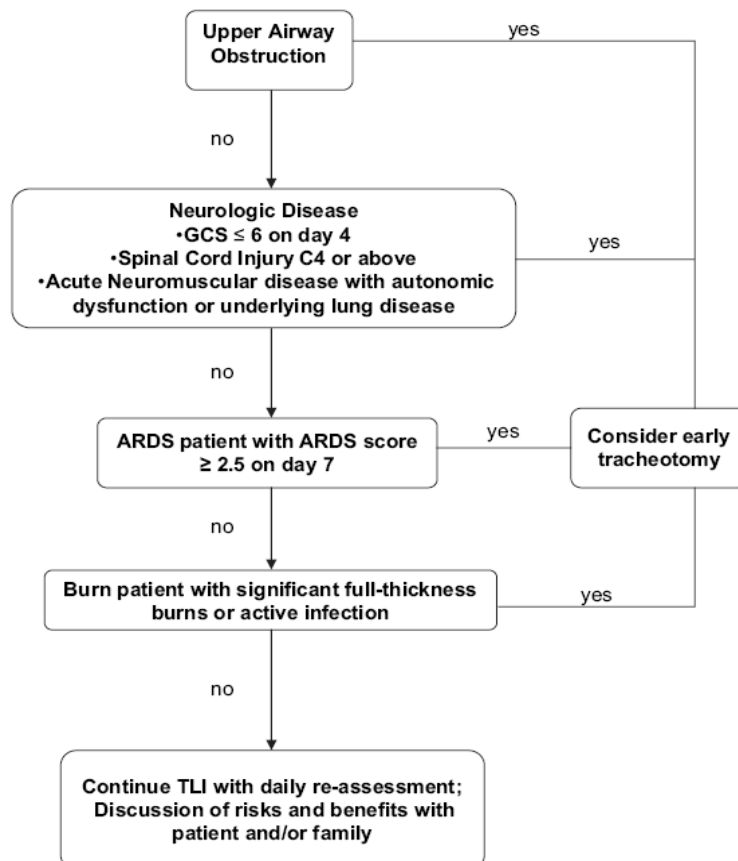 Upper Airway
Obstruction
yes
no
Neurologic Disease
•GCS ≤ 6 on day 4
•Spinal Cord Injury C4 or above
•Acute Neuromuscular disease with autonomic
dysfunction or underlying lung disease
yes
no
ARDS patient with ARDS score
≥ 2.5 on day 7
yes
Consider early
tracheotomy
no
Burn patient with significant full-thickness
burns or active infection
yes
no
Continue TLI with daily re-assessment;
Discussion of risks and benefits with
patient and/or family